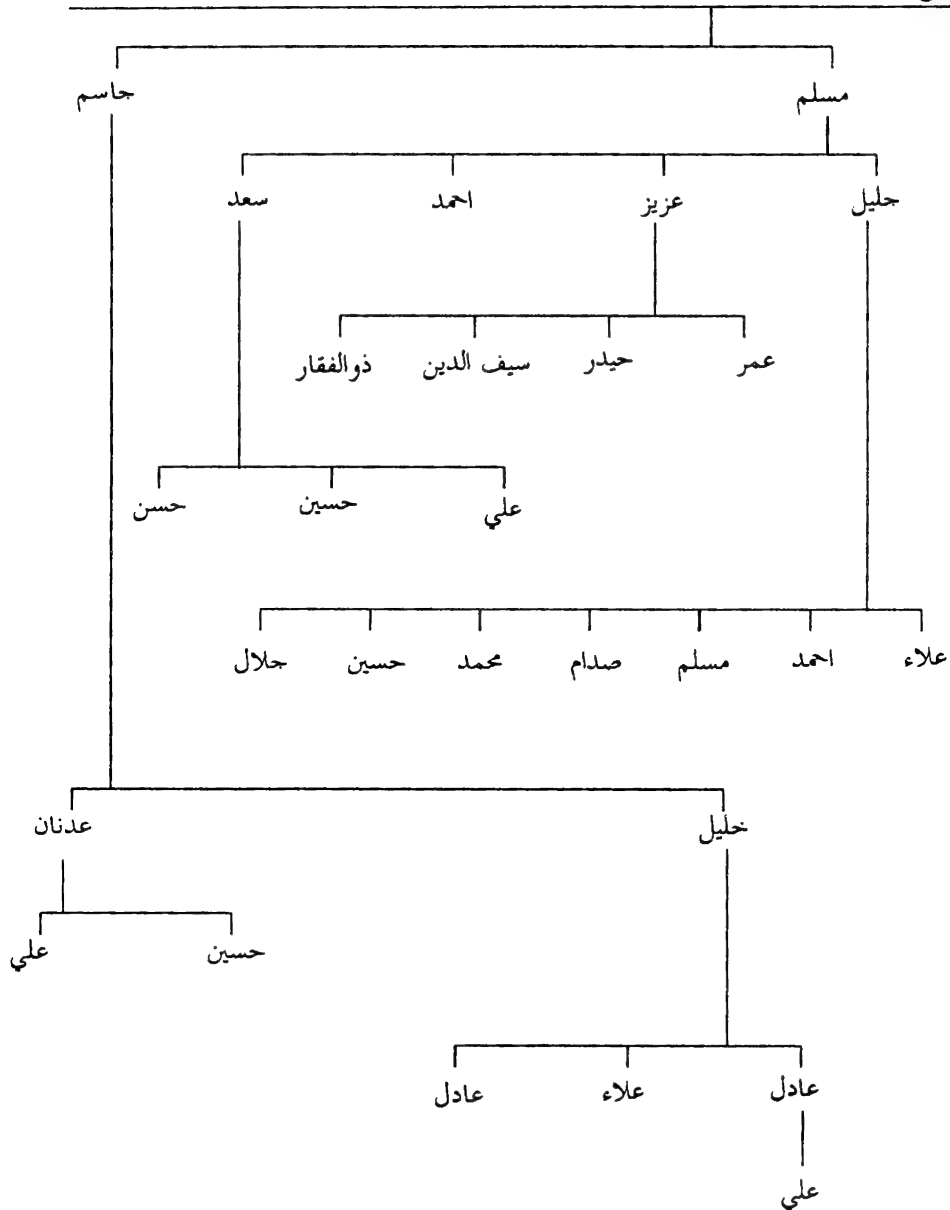 مسلم جاسم
جليل عزيز احمد سعد
عمر حيدر سيف الدين ذوالفقار
علي حسين حسن
علاء احمد مسلم صدام محمد حسين جلال
خليل عدنان
حسين علي
عادل علاء عادل
علي